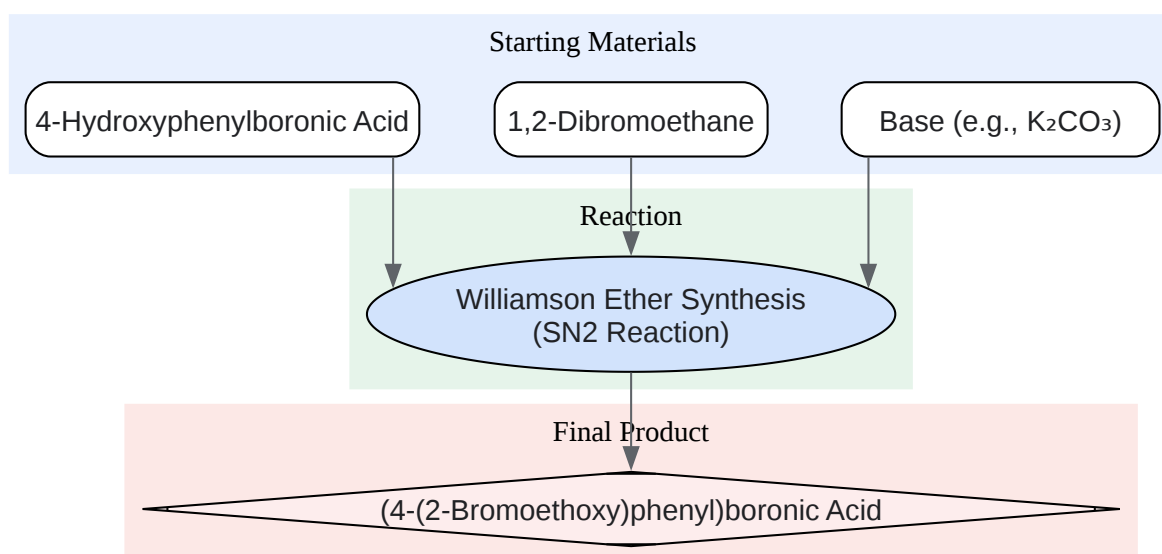 Starting Materials
4-Hydroxyphenylboronic Acid
1,2-Dibromoethane
Base (e.g., K₂CO₃)
Reaction
Williamson Ether Synthesis
(SN2 Reaction)
Final Product
(4-(2-Bromoethoxy)phenyl)boronic Acid